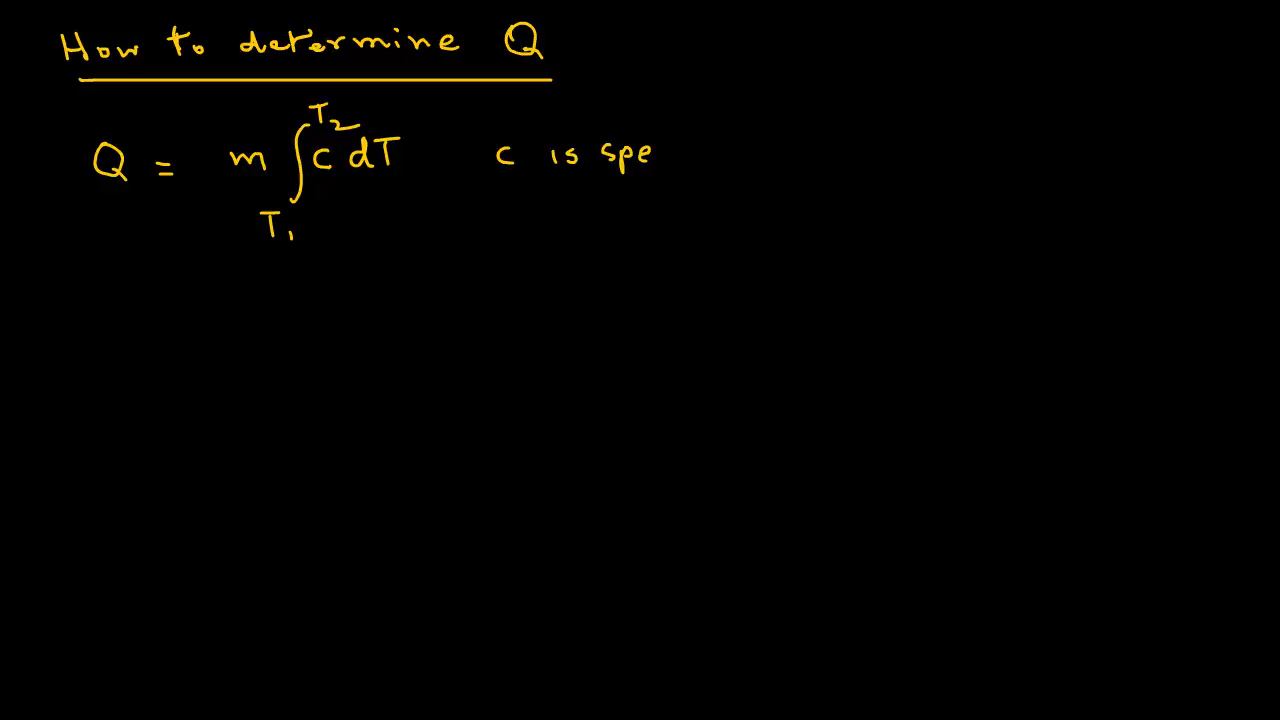 How to determine Q
Q = m ∫_{T1}^{T2} c dT c is spe